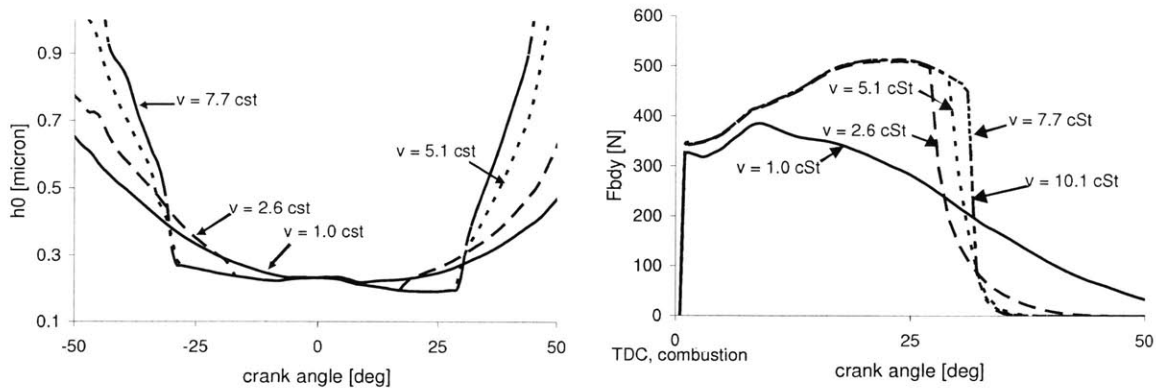 0.9
0.7
0.5
0.3
0.1
h0 [micron]
v = 7.7 cst
v = 5.1 cst
v = 2.6 cst
v = 1.0 cst
-50
-25
0
25
50
crank angle [deg]
600
500
400
300
200
100
0
Fbdy [N]
v = 5.1 cSt
v = 7.7 cSt
v = 2.6 cSt
v = 1.0 cSt
v = 10.1 cSt
0
25
50
TDC, combustion
crank angle [deg]